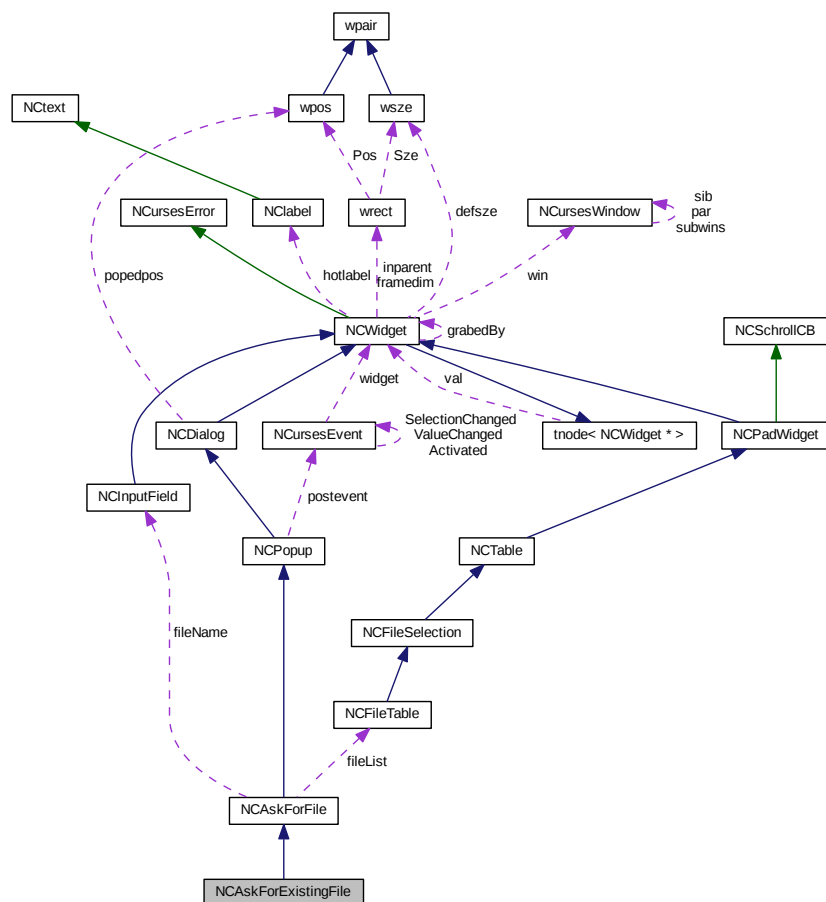 wpair
NCtext
wpos
wsze
Pos
Sze
sib
par
subwins
NCursesError
NClabel
wrect
defsze
NCursesWindow
popedpos
hotlabel
inparent
framedim
win
NCWidget
grabedBy
NCSchrollCB
widget
val
SelectionChanged
ValueChanged
Activated
NCDialog
NCursesEvent
tnode< NCWidget * >
NCPadWidget
NCInputField
postevent
NCPopup
NCTable
fileName
NCFileSelection
NCFileTable
fileList
NCAskForFile
NCAskForExistingFile